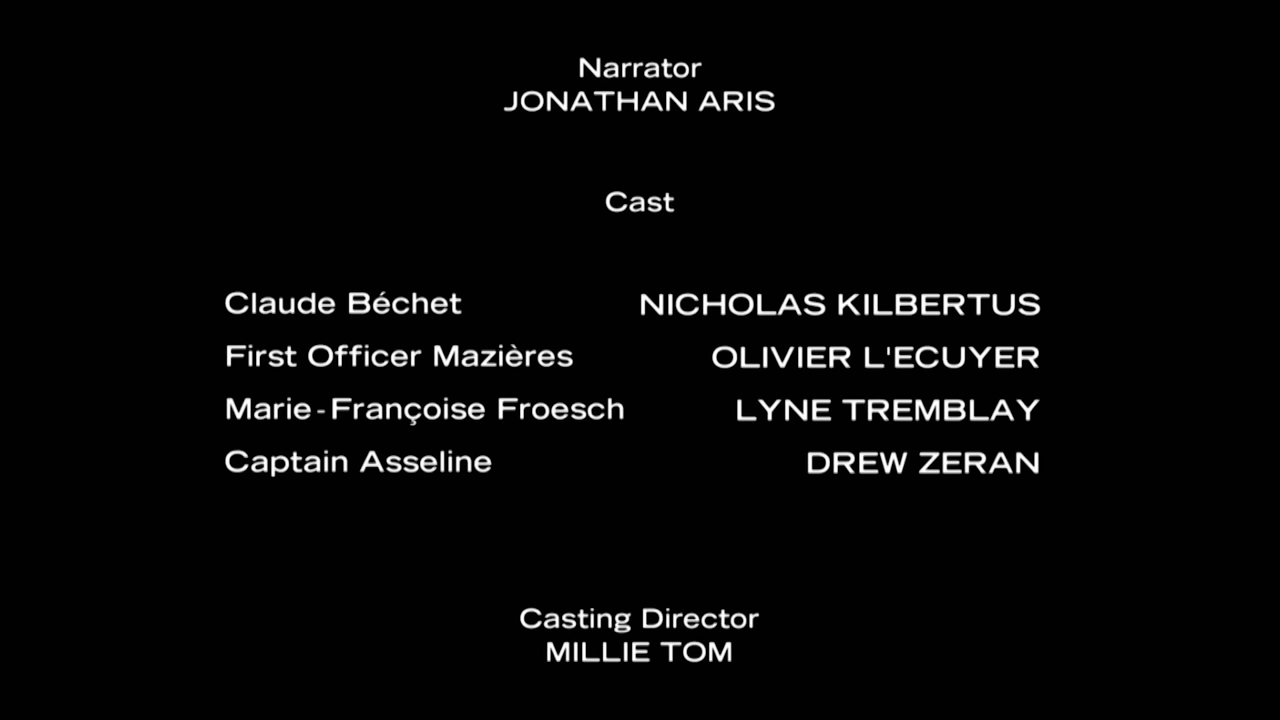 Narrator
JONATHAN ARIS
Cast
Claude Béchet NICHOLAS KILBERTUS
First Officer Mazières OLIVIER L'ECUYER
Marie-Françoise Froesch LYNE TREMBLAY
Captain Asseline DREW ZERAN
Casting Director
MILLIE TOM